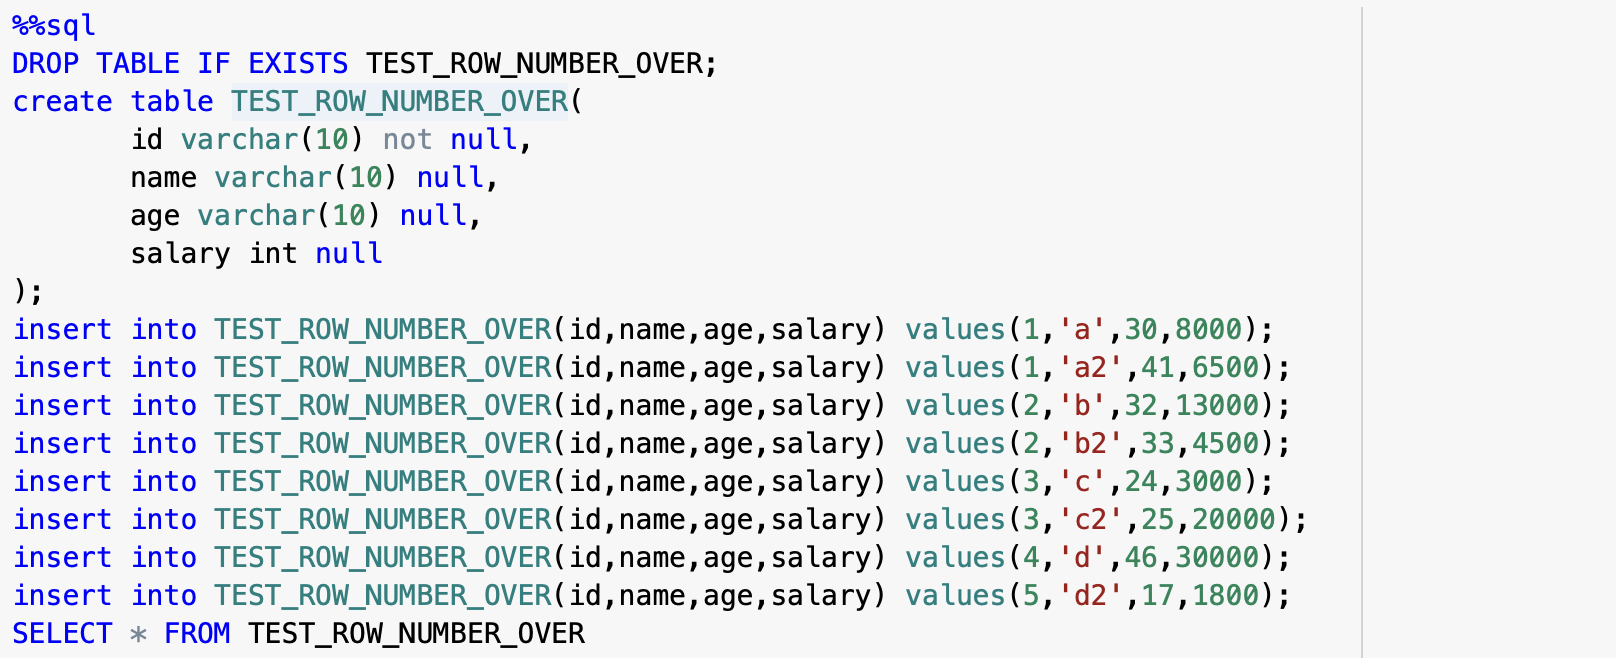 %%sql
DROP TABLE IF EXISTS TEST_ROW_NUMBER_OVER;
create table TEST_ROW_NUMBER_OVER(
       id varchar(10) not null,
       name varchar(10) null,
       age varchar(10) null,
       salary int null
);
insert into TEST_ROW_NUMBER_OVER(id,name,age,salary) values(1,'a',30,8000);
insert into TEST_ROW_NUMBER_OVER(id,name,age,salary) values(1,'a2',41,6500);
insert into TEST_ROW_NUMBER_OVER(id,name,age,salary) values(2,'b',32,13000);
insert into TEST_ROW_NUMBER_OVER(id,name,age,salary) values(2,'b2',33,4500);
insert into TEST_ROW_NUMBER_OVER(id,name,age,salary) values(3,'c',24,3000);
insert into TEST_ROW_NUMBER_OVER(id,name,age,salary) values(3,'c2',25,20000);
insert into TEST_ROW_NUMBER_OVER(id,name,age,salary) values(4,'d',46,30000);
insert into TEST_ROW_NUMBER_OVER(id,name,age,salary) values(5,'d2',17,1800);
SELECT * FROM TEST_ROW_NUMBER_OVER